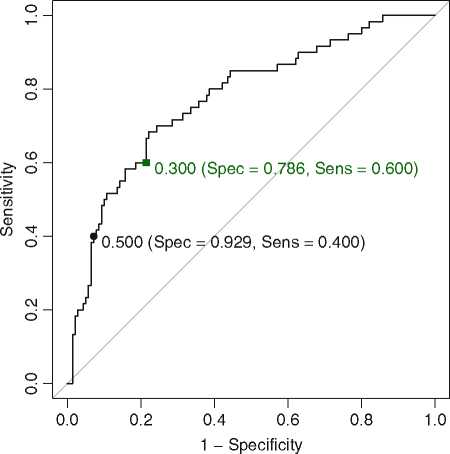 1.0
0.8
0.6
0.4
0.2
0.0
Sensitivity
0.300 (Spec = 0.786, Sens = 0.600)
0.500 (Spec = 0.929, Sens = 0.400)
0.0 0.2 0.4 0.6 0.8 1.0
1 − Specificity